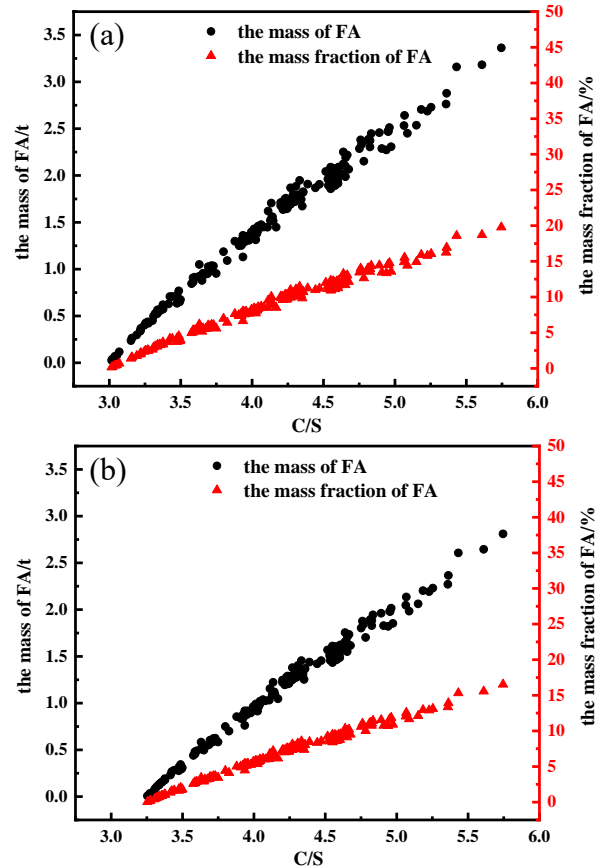 (a)
the mass of FA
the mass fraction of FA
the mass of FA/t
3.5
3.0
2.5
2.0
1.5
1.0
0.5
0.0
50
45
40
35
30
25
20
15
10
5
0
the mass fraction of FA/%
3.0 3.5 4.0 4.5 5.0 5.5 6.0
C/S
(b)
the mass of FA
the mass fraction of FA
the mass of FA/t
3.5
3.0
2.5
2.0
1.5
1.0
0.5
0.0
50
45
40
35
30
25
20
15
10
5
0
the mass fraction of FA/%
3.0 3.5 4.0 4.5 5.0 5.5 6.0
C/S